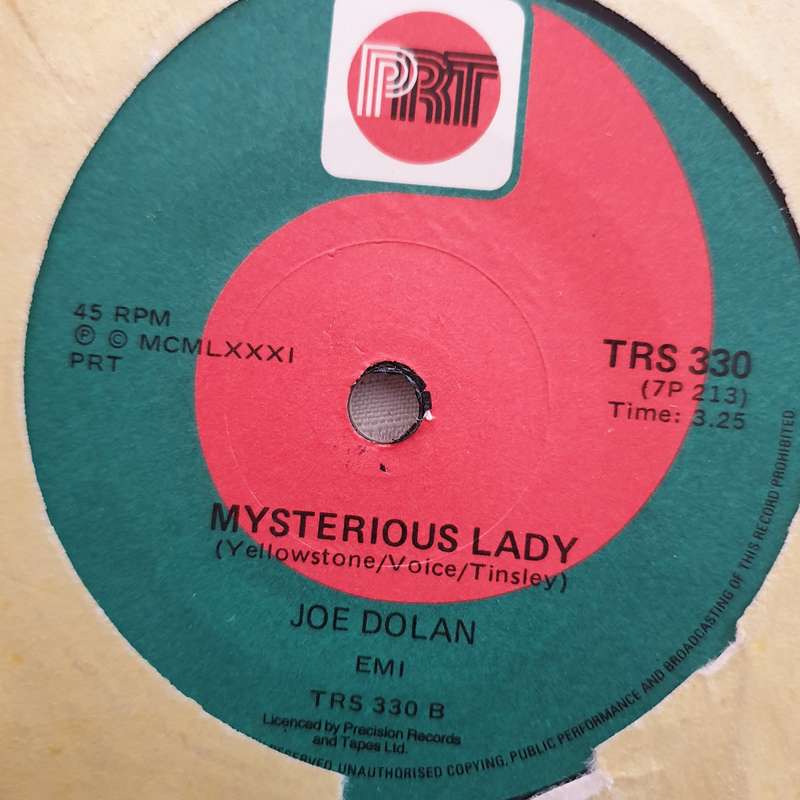 PRT
45 RPM
Ⓟ © MCMLXXXI
PRT
TRS 330
(7P 213)
Time: 3.25
MYSTERIOUS LADY
(Yellowstone/Voice/Tinsley)
JOE DOLAN
EMI
TRS 330 B
Licenced by Precision Records
and Tapes Ltd.
RESERVED UNAUTHORISED COPYING, PUBLIC PERFORMANCE AND BROADCASTING OF THIS RECORD PROHIBITED